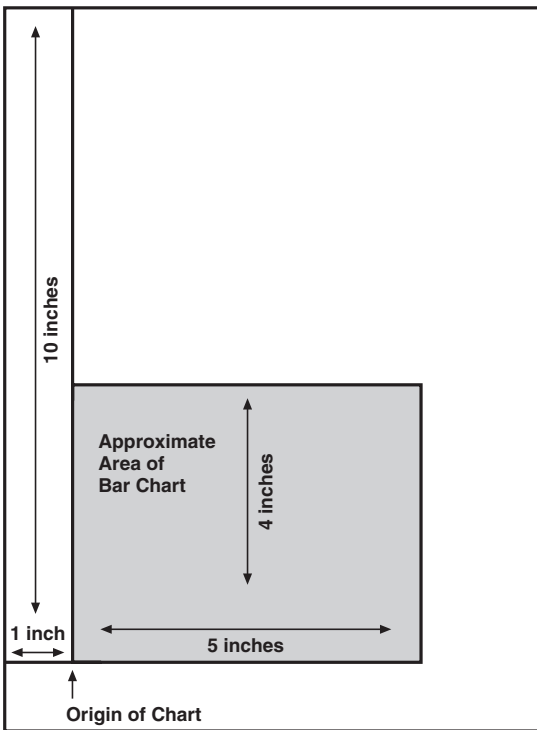 10 inches
Approximate
Area of
Bar Chart
4 inches
1 inch
5 inches
Origin of Chart